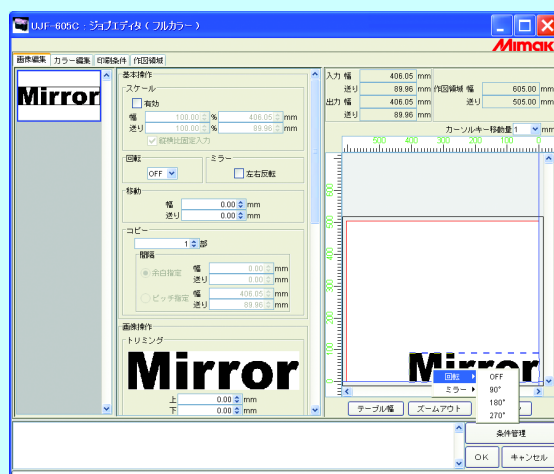 UJF-605C : ジョブエディタ ( フルカラー )
Mimaki
画像編集 カラー編集 印刷条件 作図領域
Mirror
基本操作
スケール
有効
幅 100.00 % 406.05 mm
送り 100.00 % 89.96 mm
縦横比固定入力
回転
OFF
ミラー
左右反転
移動
幅 0.00 mm
送り 0.00 mm
コピー
1 部
間隔
余白指定 幅 0.00 mm
送り 0.00 mm
ピッチ指定 幅 406.05 mm
送り 89.96 mm
画像操作
トリミング
Mirror
上 0.00 mm
下 0.00 mm
入力 幅 406.05 mm
送り 89.96 mm
出力 幅 406.05 mm
送り 89.96 mm
作図領域 幅 605.00 mm
送り 505.00 mm
カーソルキー移動量 1 mm
500 400 300 200 100 0
500
400
300
200
100
0
Mirror
回転
ミラー
OFF
90°
180°
270°
テーブル幅 ズームアウト
条件管理
OK キャンセル